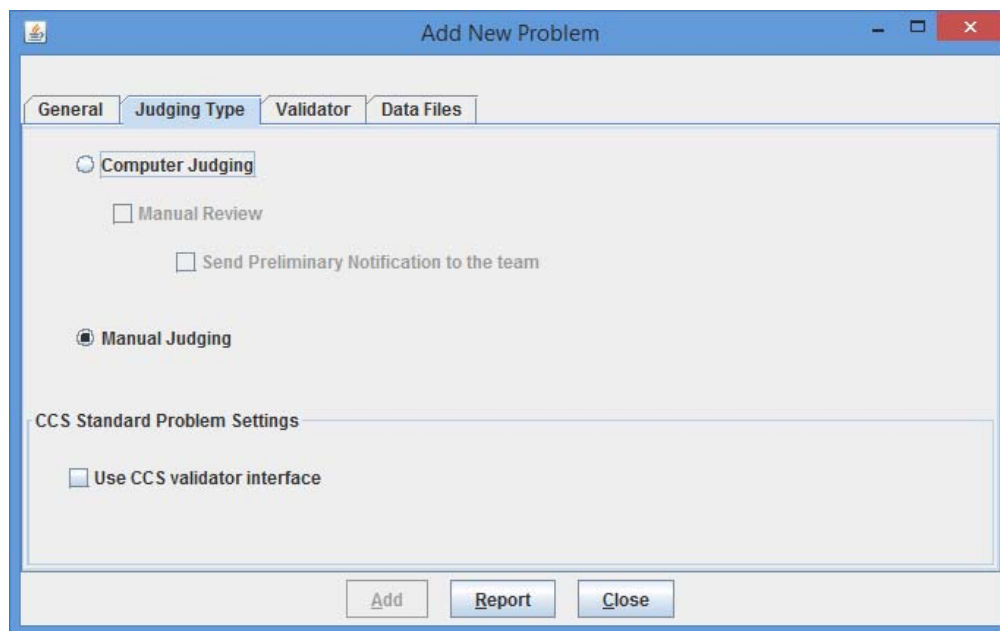 Add New Problem
General Judging Type Validator Data Files
Computer Judging
Manual Review
Send Preliminary Notification to the team
Manual Judging
CCS Standard Problem Settings
Use CCS validator interface
Add Report Close